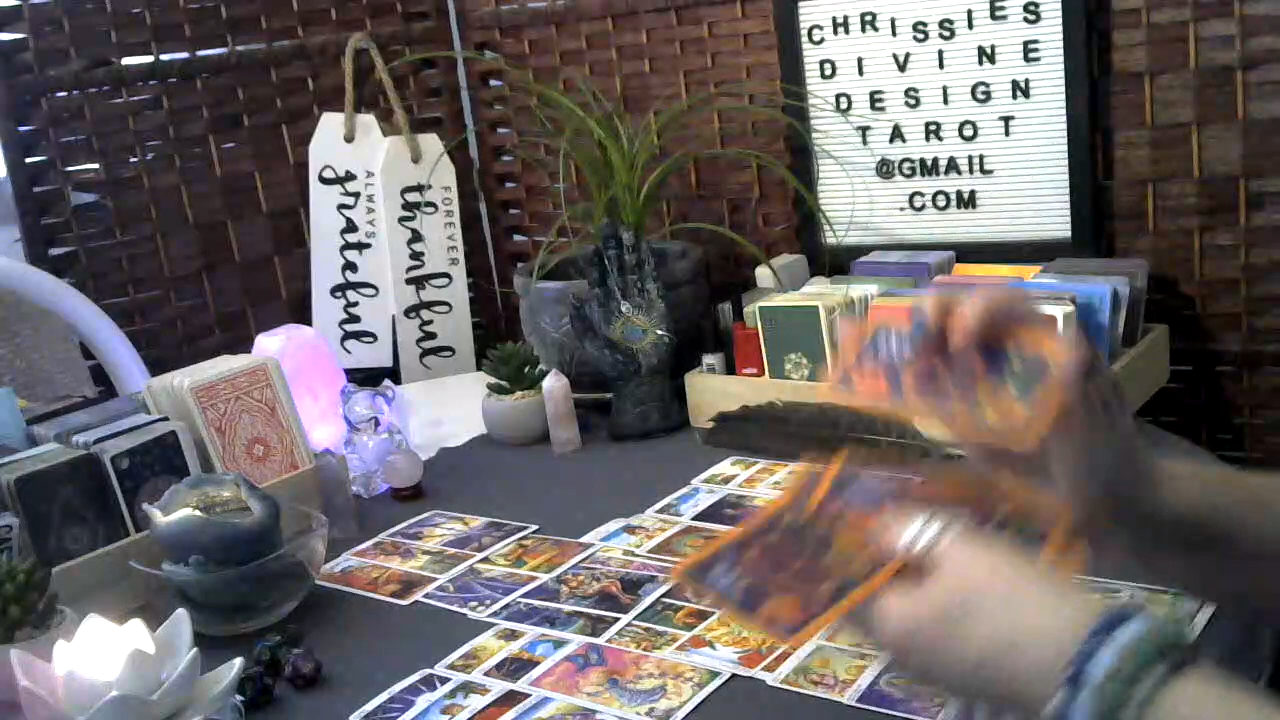 ALWAYS
grateful
FOREVER
thankful
CHRISSIES
DIVINE
DESIGN
TAROT
@GMAIL
.COM